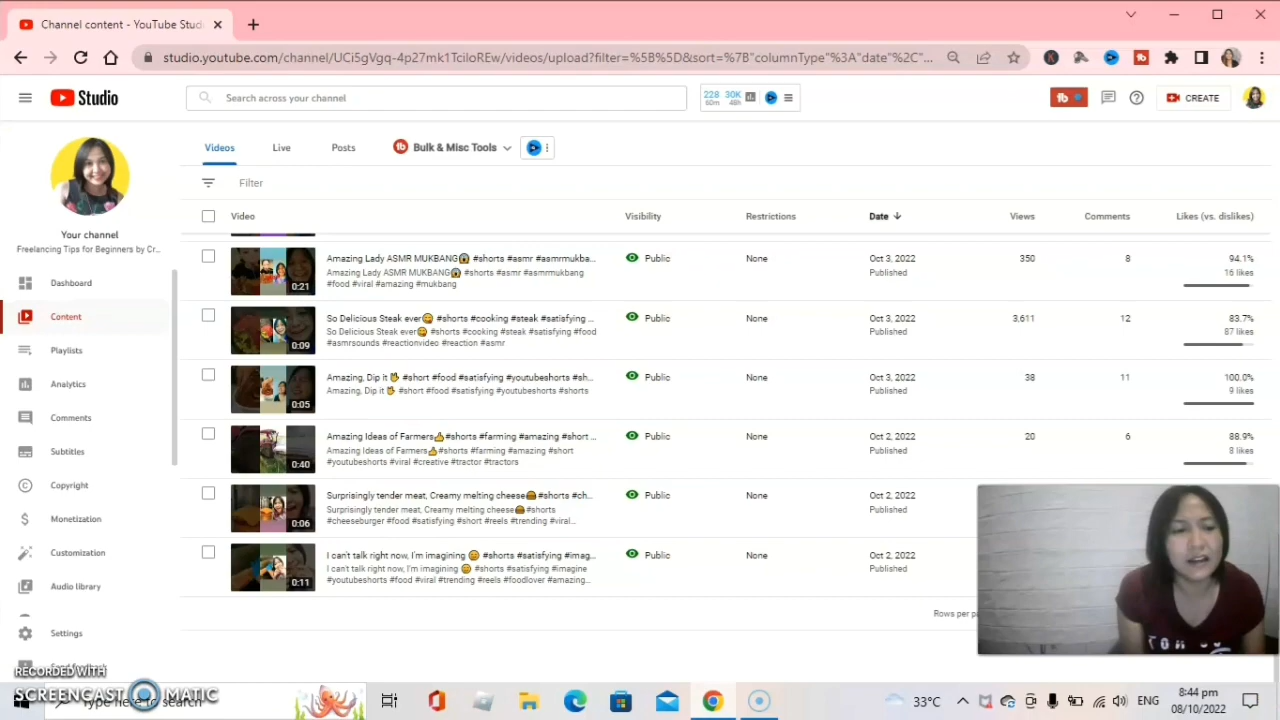 Channel content - YouTube Stud
studio.youtube.com/channel/UCi5gVgq-4p27mk1TciloREw/videos/upload?filter=%5B%5D&sort=%7B"columnType"%3A"date"%2C"...
Studio
Search across your channel
228 60m 30K 48h
CREATE
Videos Live Posts Bulk & Misc Tools
Filter
Your channel
Freelancing Tips for Beginners by Cr...
Dashboard
Content
Playlists
Analytics
Comments
Subtitles
Copyright
Monetization
Customization
Audio library
Settings
Send feedback
Video Visibility Restrictions Date Views Comments Likes (vs. dislikes)
0:21
Amazing Lady ASMR MUKBANG😱 #shorts #asmr #asmrmukba... Public None Oct 3, 2022 350 8 94.1%
Amazing Lady ASMR MUKBANG😱 #shorts #asmr #asmrmukbang Published 16 likes
#food #viral #amazing #mukbang
0:09
So Delicious Steak ever😋 #shorts #cooking #steak #satisfying ... Public None Oct 3, 2022 3,611 12 83.7%
So Delicious Steak ever😋 #shorts #cooking #steak #satisfying #food Published 87 likes
#asmrsounds #reactionvideo #reaction #asmr
0:05
Amazing, Dip it🤟 #short #food #satisfying #youtubeshorts #sh... Public None Oct 3, 2022 38 11 100.0%
Amazing, Dip it🤟 #short #food #satisfying #youtubeshorts #shorts Published 9 likes
0:40
Amazing Ideas of Farmers👍#shorts #farming #amazing #short ... Public None Oct 2, 2022 20 6 88.9%
Amazing Ideas of Farmers👍#shorts #farming #amazing #short Published 8 likes
#youtubeshorts #viral #creative #tractor #tractors
0:06
Surprisingly tender meat, Creamy melting cheese🍔#shorts #ch... Public None Oct 2, 2022
Surprisingly tender meat, Creamy melting cheese🍔#shorts Published
#cheeseburger #food #satisfying #short #reels #trending #viral...
0:11
I can't talk right now, I'm imagining 😊 #shorts #satisfying #imag... Public None Oct 2, 2022
I can't talk right now, I'm imagining 😊 #shorts #satisfying #imagine Published
#youtubeshorts #food #viral #trending #reels #foodlover #amazing...
Rows per pa
RECORDED WITH
SCREENCAST MATIC
Type here to search
33°C ENG 8:44 pm
08/10/2022